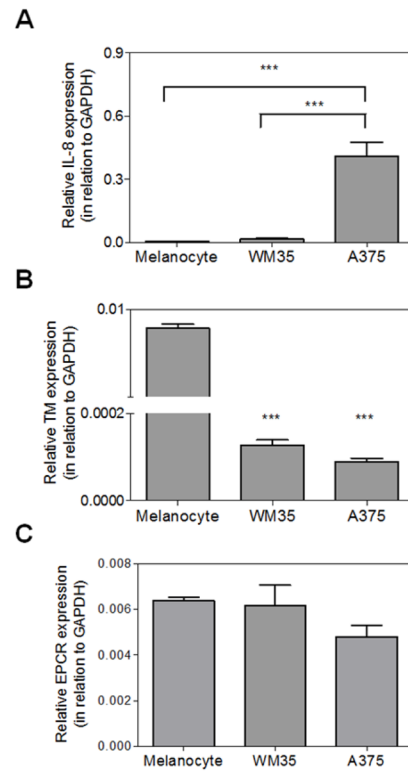 A
Relative IL-8 expression
(in relation to GAPDH)
0.9
0.6
0.3
0.0
***
***
Melanocyte WM35 A375
B
Relative TM expression
(in relation to GAPDH)
0.01
0.0002
0.0000
*** ***
Melanocyte WM35 A375
C
Relative EPCR expression
(in relation to GAPDH)
0.008
0.006
0.004
0.002
0.000
Melanocyte WM35 A375